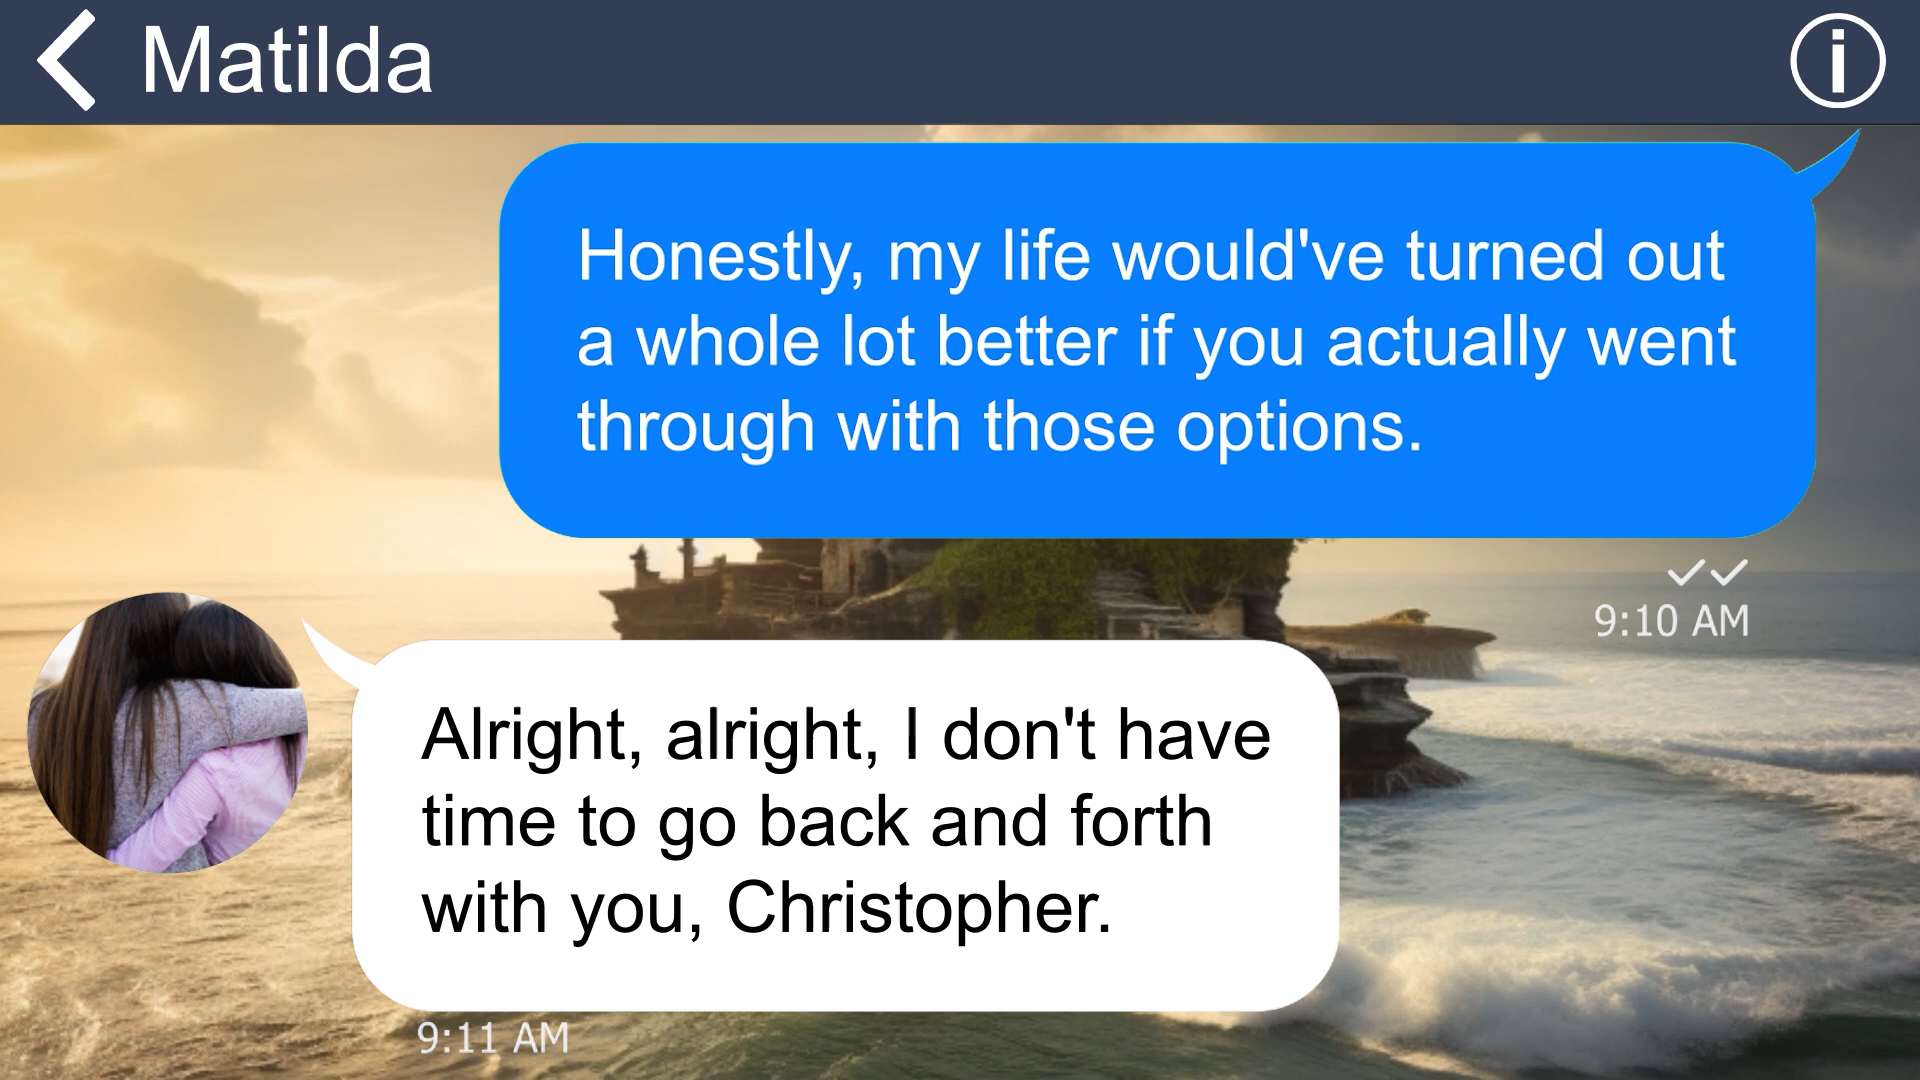 Matilda
Honestly, my life would've turned out
a whole lot better if you actually went
through with those options.
9:10 AM
Alright, alright, I don't have
time to go back and forth
with you, Christopher.
9:11 AM